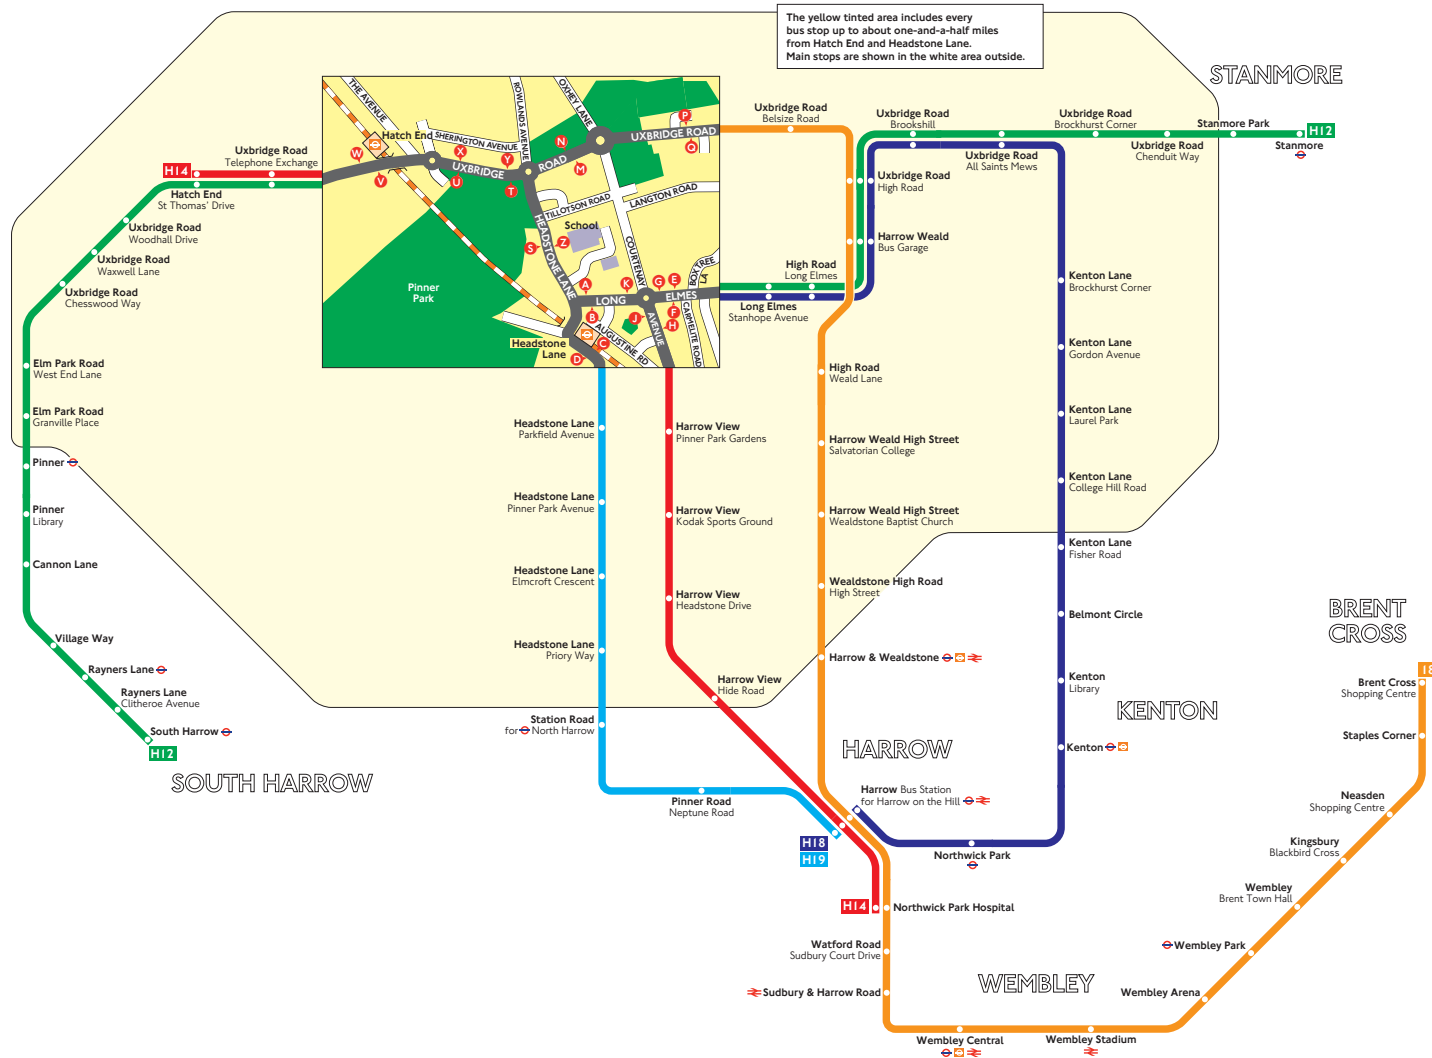 The yellow tinted area includes every
bus stop up to about one-and-a-half miles
from Hatch End and Headstone Lane.
Main stops are shown in the white area outside.
STANMORE
Uxbridge Road
Belsize Road
Uxbridge Road
Brookshill
Uxbridge Road
Brockhurst Corner
Stanmore Park
H12
Stanmore
Uxbridge Road
All Saints Mews
Uxbridge Road
Chenduit Way
Uxbridge Road
High Road
Harrow Weald
Bus Garage
High Road
Long Elmes
Long Elmes
Stanhope Avenue
THE AVENUE
ROWLANDS AVENUE
OXHEY LANE
Hatch End
SHERINGTON AVENUE
UXBRIDGE ROAD
UXBRIDGE
ROAD
TILLOTSON ROAD
LANGTON ROAD
School
HEADSTONE LANE
COURTENAY
AVENUE
BOXTREE
LA
LONG
ELMES
CARMELITE ROAD
AUGUSTINE RD
Headstone
Lane
Pinner
Park
W
V
X
U
Y
T
N
M
P
Q
S
Z
A
B
K
G
E
F
H
J
C
D
Uxbridge Road
Telephone Exchange
H14
Hatch End
St Thomas' Drive
Uxbridge Road
Woodhall Drive
Uxbridge Road
Waxwell Lane
Uxbridge Road
Chesswood Way
Elm Park Road
West End Lane
Elm Park Road
Granville Place
Pinner
Pinner
Library
Cannon Lane
Village Way
Rayners Lane
Rayners Lane
Clitheroe Avenue
South Harrow
H12
SOUTH HARROW
Headstone Lane
Parkfield Avenue
Headstone Lane
Pinner Park Avenue
Headstone Lane
Elmcroft Crescent
Headstone Lane
Priory Way
Station Road
for North Harrow
Pinner Road
Neptune Road
Harrow View
Pinner Park Gardens
Harrow View
Kodak Sports Ground
Harrow View
Headstone Drive
Harrow View
Hide Road
High Road
Weald Lane
Harrow Weald High Street
Salvatorian College
Harrow Weald High Street
Wealdstone Baptist Church
Wealdstone High Road
High Street
Harrow & Wealdstone
HARROW
Harrow Bus Station
for Harrow on the Hill
H18
H19
H14
Kenton Lane
Brockhurst Corner
Kenton Lane
Gordon Avenue
Kenton Lane
Laurel Park
Kenton Lane
College Hill Road
Kenton Lane
Fisher Road
Belmont Circle
Kenton
Library
KENTON
Kenton
Northwick Park
Northwick Park Hospital
Watford Road
Sudbury Court Drive
Sudbury & Harrow Road
WEMBLEY
Wembley Central
Wembley Stadium
Wembley Arena
Wembley Park
Wembley
Brent Town Hall
Kingsbury
Blackbird Cross
Neasden
Shopping Centre
Staples Corner
Brent Cross
Shopping Centre
BRENT
CROSS